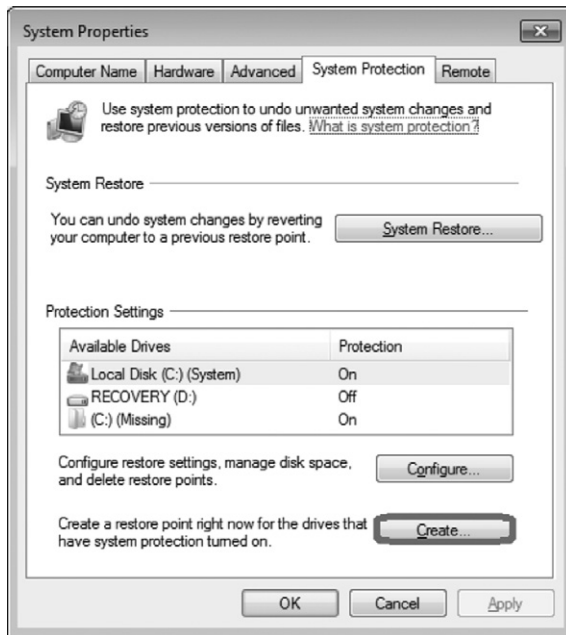 System Properties
Computer Name Hardware Advanced System Protection Remote
Use system protection to undo unwanted system changes and
restore previous versions of files. What is system protection?
System Restore
You can undo system changes by reverting
your computer to a previous restore point.
System Restore...
Protection Settings
Available Drives Protection
Local Disk (C:) (System) On
RECOVERY (D:) Off
(C:) (Missing) On
Configure restore settings, manage disk space,
and delete restore points.
Configure...
Create a restore point right now for the drives that
have system protection turned on.
Create...
OK Cancel Apply